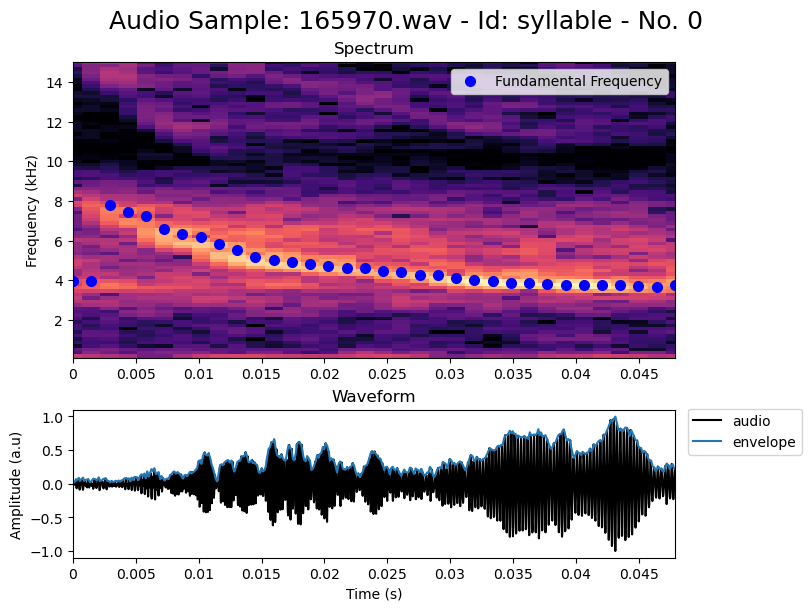 Audio Sample: 165970.wav - Id: syllable - No. 0
Spectrum
Fundamental Frequency
Frequency (kHz)
14
12
10
8
6
4
2
0 0.005 0.01 0.015 0.02 0.025 0.03 0.035 0.04 0.045
Waveform
audio
envelope
Amplitude (a.u)
1.0
0.5
0.0
−0.5
−1.0
0 0.005 0.01 0.015 0.02 0.025 0.03 0.035 0.04 0.045
Time (s)